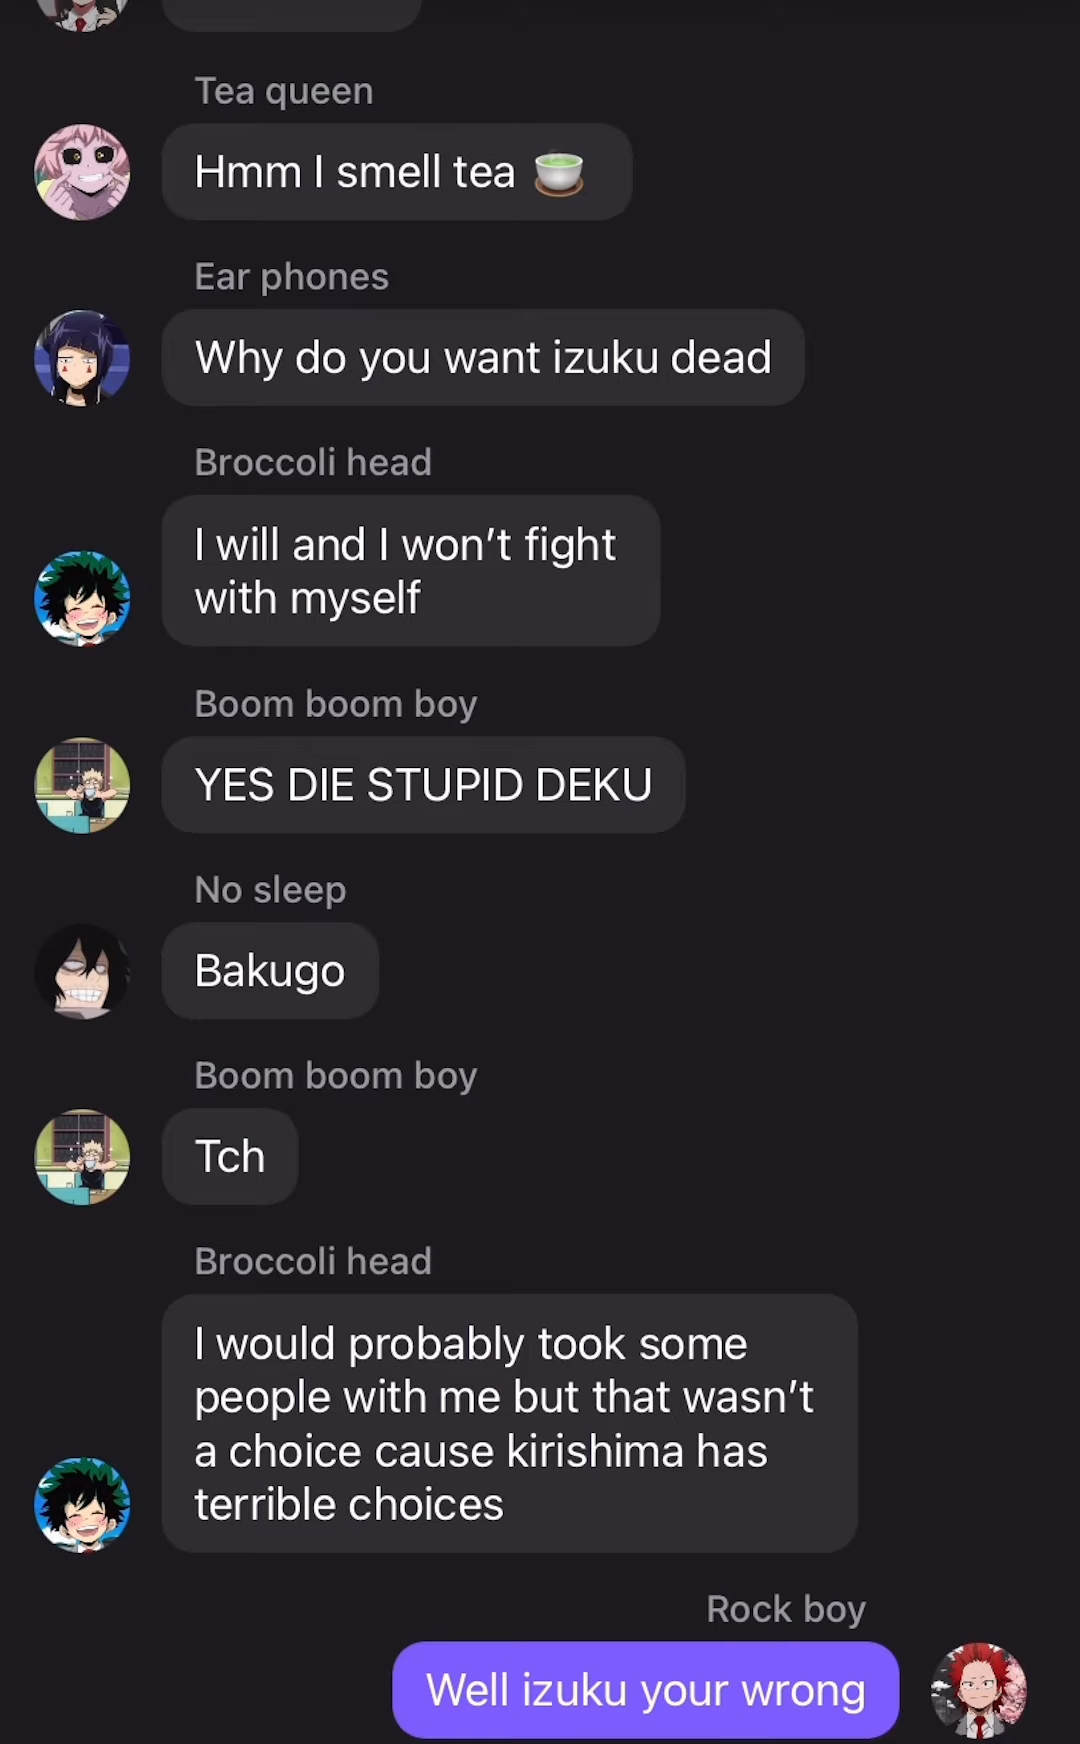 Tea queen
Hmm I smell tea 🍵
Ear phones
Why do you want izuku dead
Broccoli head
I will and I won’t fight
with myself
Boom boom boy
YES DIE STUPID DEKU
No sleep
Bakugo
Boom boom boy
Tch
Broccoli head
I would probably took some
people with me but that wasn’t
a choice cause kirishima has
terrible choices
Rock boy
Well izuku your wrong